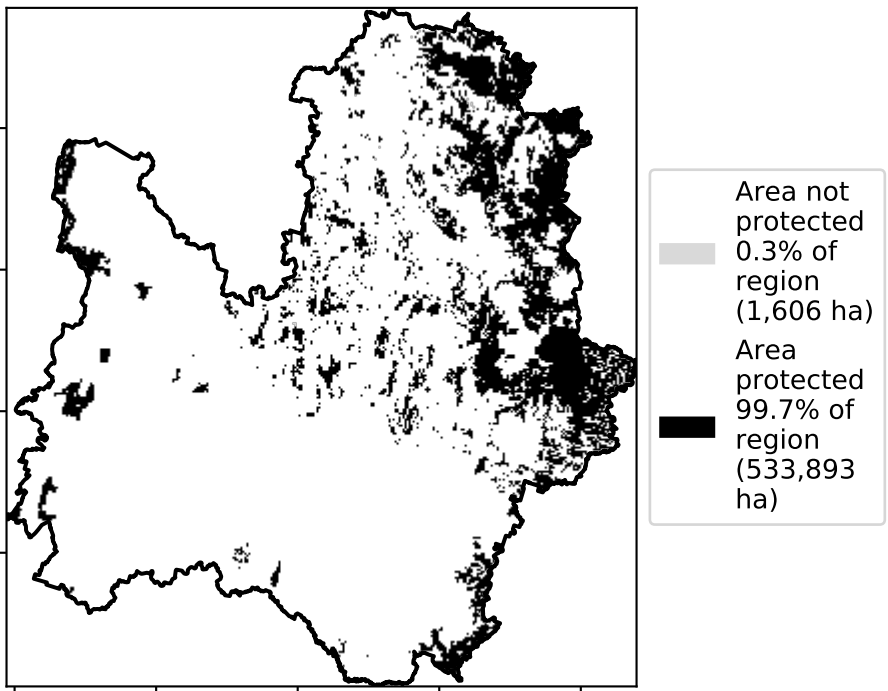 Area not
protected
0.3% of
region
(1,606 ha)
Area
protected
99.7% of
region
(533,893
ha)